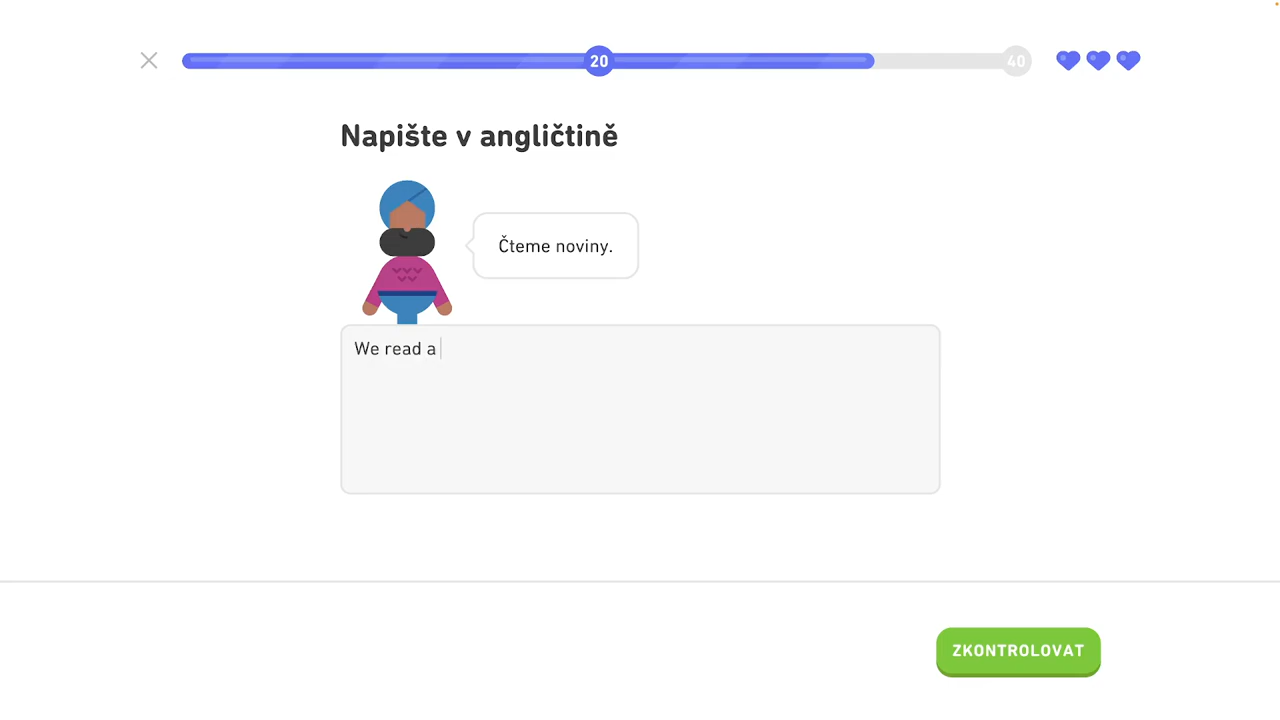 20
40
Napište v angličtině
Čteme noviny.
We read a
ZKONTROLOVAT